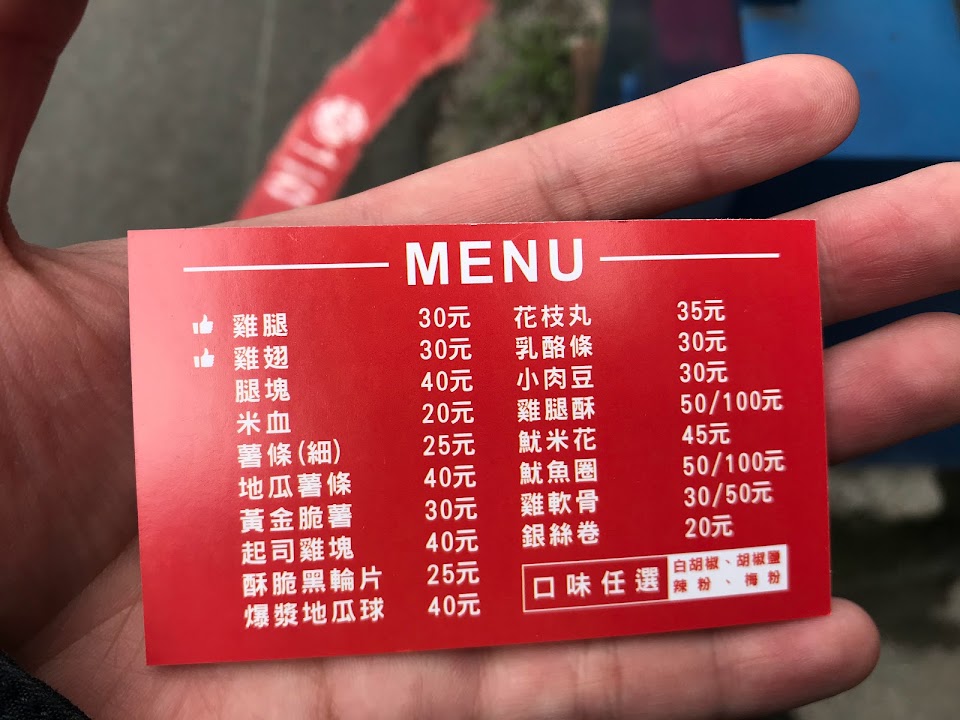 MENU
雞腿 30元
雞翅 30元
腿塊 40元
米血 20元
薯條(細) 25元
地瓜薯條 40元
黃金脆薯 30元
起司雞塊 40元
酥脆黑輪片 25元
爆漿地瓜球 40元
花枝丸 35元
乳酪條 30元
小肉豆 30元
雞腿酥 50/100元
魷米花 45元
魷魚圈 50/100元
雞軟骨 30/50元
銀絲卷 20元
口味任選
白胡椒、胡椒鹽
辣粉、梅粉